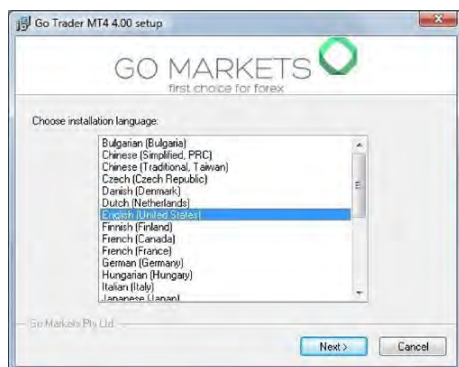 Go Trader MT4 4.00 setup
GO MARKETS
first choice for forex
Choose installation language:
Bulgarian (Bulgaria)
Chinese (Simplified, PRC)
Chinese (Traditional, Taiwan)
Czech (Czech Republic)
Danish (Denmark)
Dutch (Netherlands)
English (United States)
Finnish (Finland)
French (Canada)
French (France)
German (Germany)
Hungarian (Hungary)
Italian (Italy)
Japanese (Japan)
Go Markets Pty Ltd
Next >
Cancel